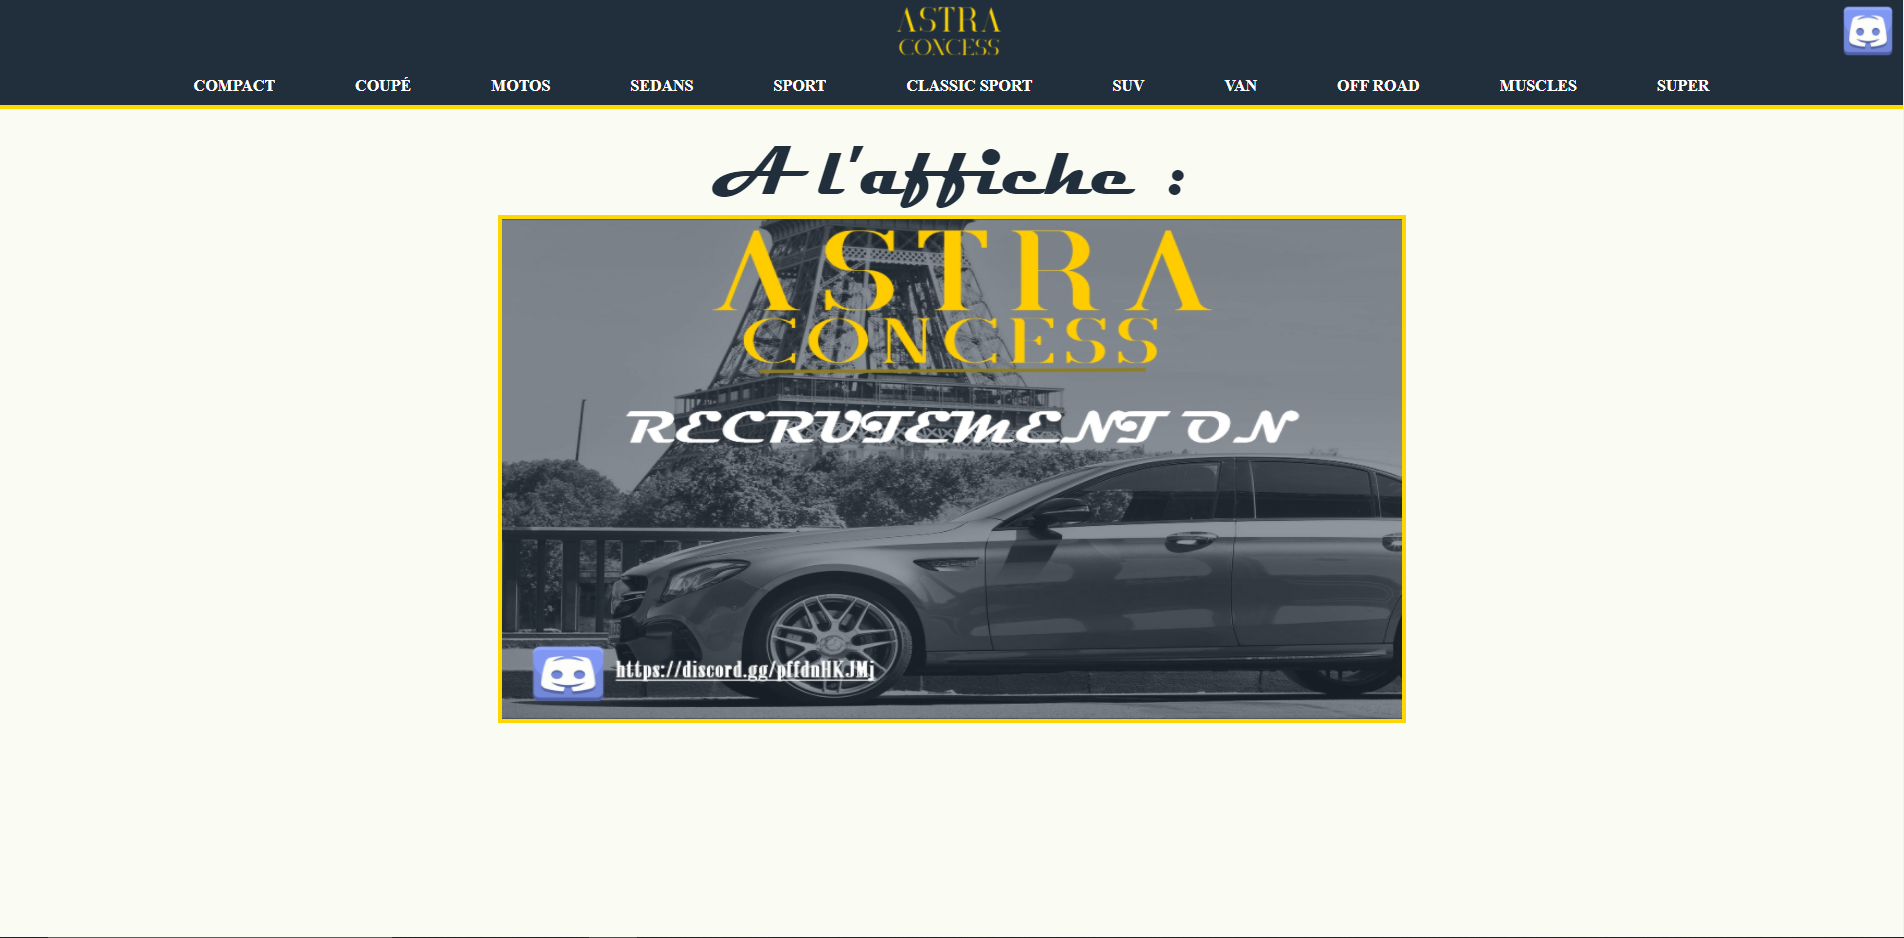 ASTRA
CONCESS
COMPACT COUPÉ MOTOS SEDANS SPORT CLASSIC SPORT SUV VAN OFF ROAD MUSCLES SUPER
A l'affiche :
ASTRA
CONCESS
RECRUTEMENT ON
https://discord.gg/pffdnHKJMj